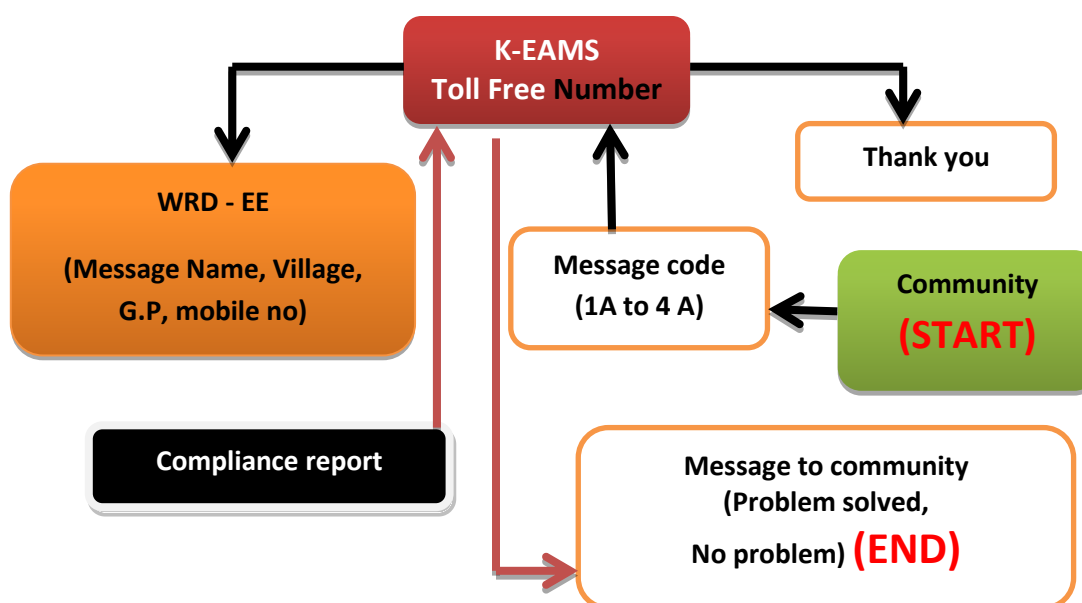 K-EAMS
Toll Free Number
Thank you
WRD - EE
(Message Name, Village,
G.P, mobile no)
Message code
(1A to 4 A)
Community
(START)
Compliance report
Message to community
(Problem solved,
No problem) (END)